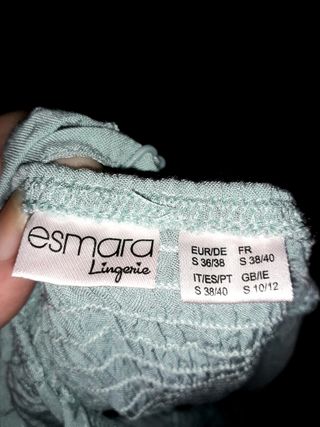 esmara
Lingerie
EUR/DE FR
S 36/38 S 38/40
IT/ES/PT GB/IE
S 38/40 S 10/12